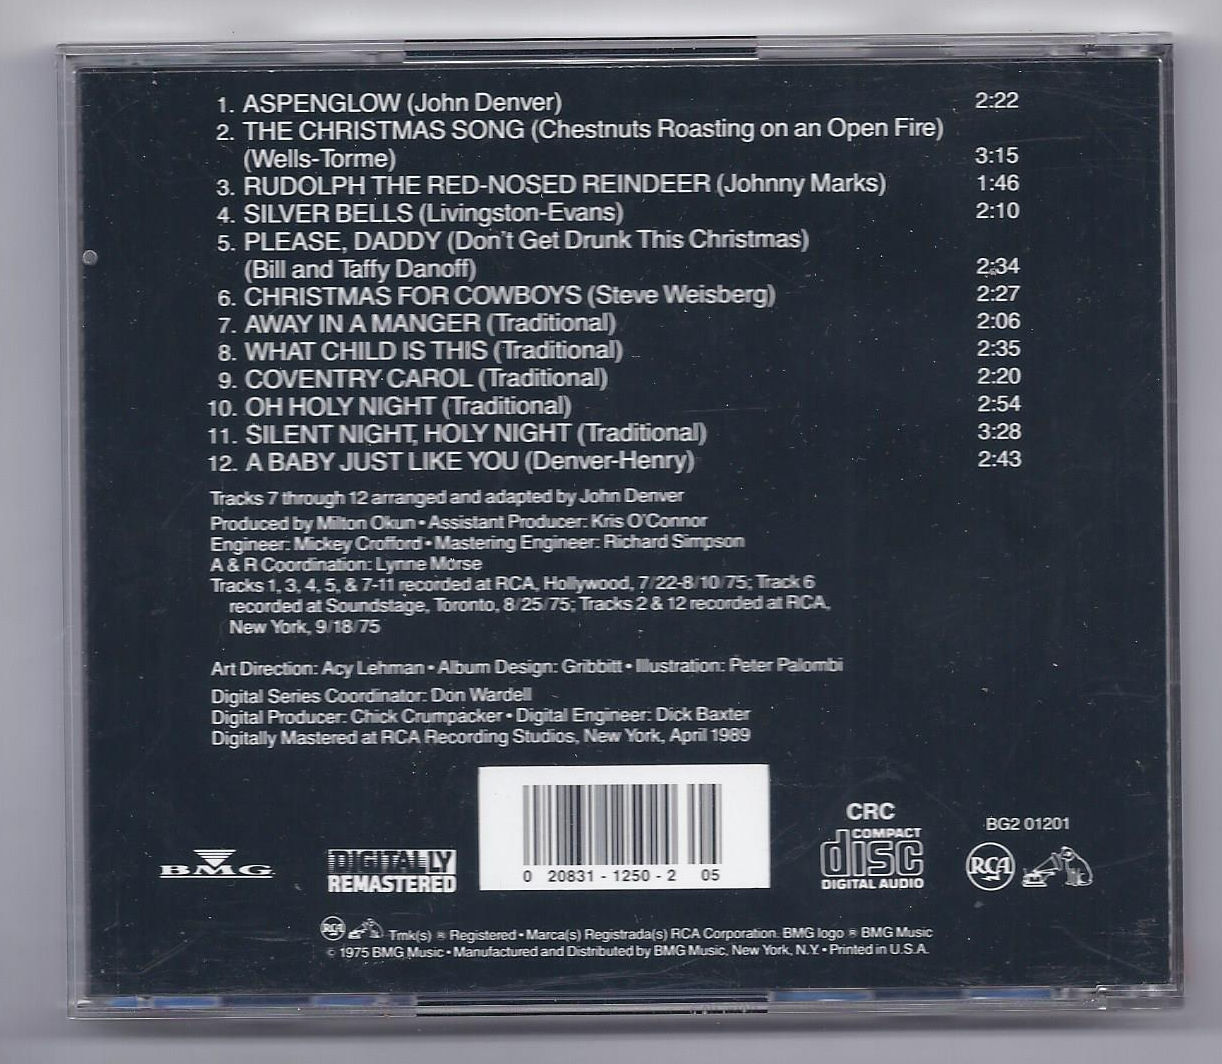 1. ASPENGLOW (John Denver) 2:22
2. THE CHRISTMAS SONG (Chestnuts Roasting on an Open Fire)
(Wells-Torme) 3:15
3. RUDOLPH THE RED-NOSED REINDEER (Johnny Marks) 1:46
4. SILVER BELLS (Livingston-Evans) 2:10
5. PLEASE, DADDY (Don't Get Drunk This Christmas)
(Bill and Taffy Danoff) 2:34
6. CHRISTMAS FOR COWBOYS (Steve Weisberg) 2:27
7. AWAY IN A MANGER (Traditional) 2:06
8. WHAT CHILD IS THIS (Traditional) 2:35
9. COVENTRY CAROL (Traditional) 2:20
10. OH HOLY NIGHT (Traditional) 2:54
11. SILENT NIGHT, HOLY NIGHT (Traditional) 3:28
12. A BABY JUST LIKE YOU (Denver-Henry) 2:43
Tracks 7 through 12 arranged and adapted by John Denver
Produced by Milton Okun • Assistant Producer: Kris O'Connor
Engineer: Mickey Crofford • Mastering Engineer: Richard Simpson
A & R Coordination: Lynne Morse
Tracks 1, 3, 4, 5, & 7-11 recorded at RCA, Hollywood, 7/22-8/10/75; Track 6
recorded at Soundstage, Toronto, 8/25/75; Tracks 2 & 12 recorded at RCA,
New York, 9/18/75
Art Direction: Acy Lehman • Album Design: Gribbitt • Illustration: Peter Palombi
Digital Series Coordinator: Don Wardell
Digital Producer: Chick Crumpacker • Digital Engineer: Dick Baxter
Digitally Mastered at RCA Recording Studios, New York, April 1989
BMG
DIGITALLY
REMASTERED
0 20831 - 1250 - 2 05
CRC
COMPACT
disc
DIGITAL AUDIO
BG2 01201
RCA
RCA Tmk(s) ® Registered • Marca(s) Registrada(s) RCA Corporation. BMG logo ® BMG Music
© 1975 BMG Music • Manufactured and Distributed by BMG Music, New York, N.Y. • Printed in U.S.A.